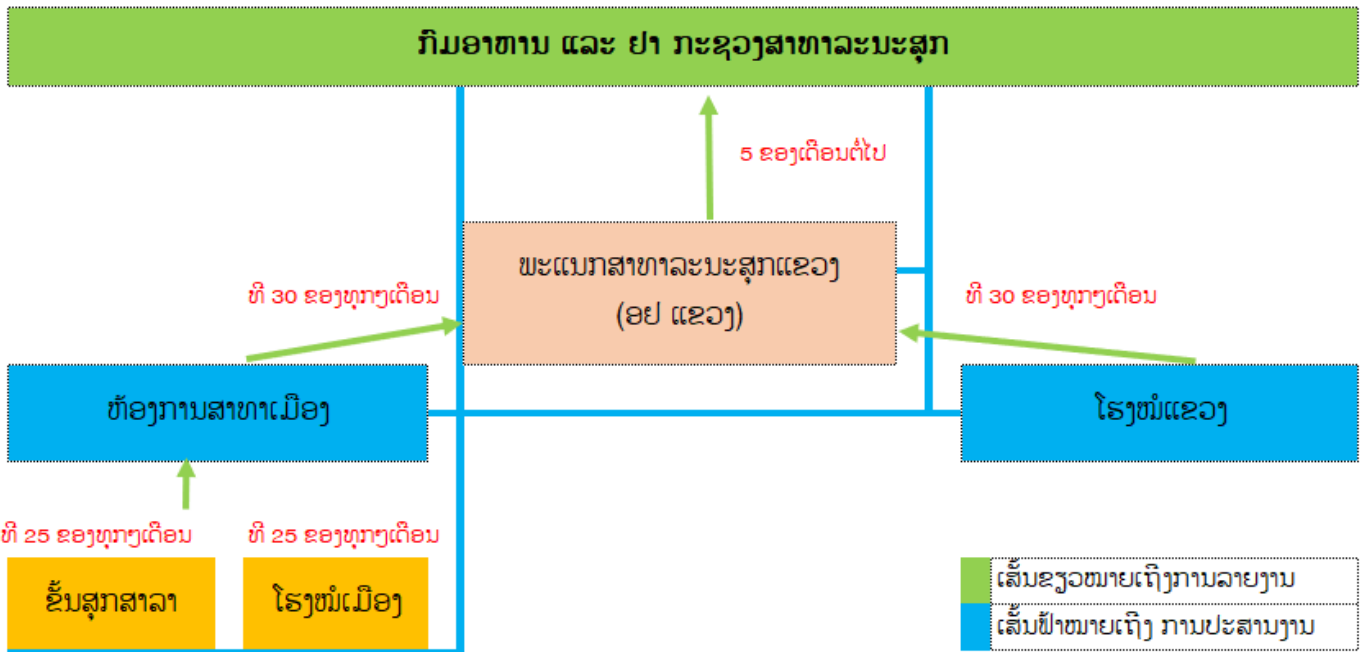 ກົມອາຫານ ແລະ ຢາ ກະຊວງສາທາລະນະສຸກ
5 ຂອງເດືອນຕໍ່ໄປ
ພະແນກສາທາລະນະສຸກແຂວງ
(ອຢ ແຂວງ)
ທີ 30 ຂອງທຸກໆເດືອນ
ທີ 30 ຂອງທຸກໆເດືອນ
ຫ້ອງການສາທາເມືອງ
ໂຮງໝໍແຂວງ
ທີ 25 ຂອງທຸກໆເດືອນ
ທີ 25 ຂອງທຸກໆເດືອນ
ຂັ້ນສຸກສາລາ
ໂຮງໝໍເມືອງ
ເສັ້ນຂຽວໝາຍເຖິງການລາຍງານ
ເສັ້ນຟ້າໝາຍເຖິງ ການປະສານງານ